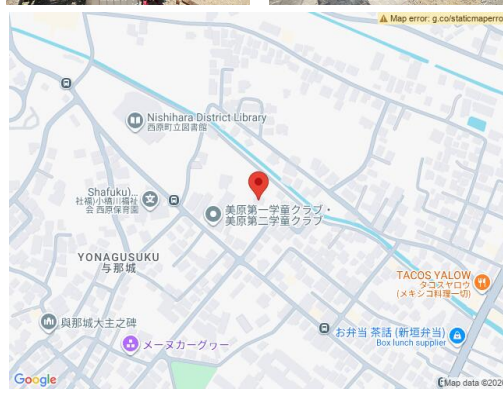 Map error: g.co/staticmaperro
Nishihara District Library
西原町立図書館
Shafuku)...
社福)小橋川福祉
会 西原保育園
美原第一学童クラブ・
美原第二学童クラブ
YONAGUSUKU
与那城
TACOS YALOW
タコスヤロウ
(メキシコ料理一切)
與那城大主之碑
メーヌカーグヮー
お弁当 茶話 (新垣弁当)
Box lunch supplier
Google
Map data ©2026